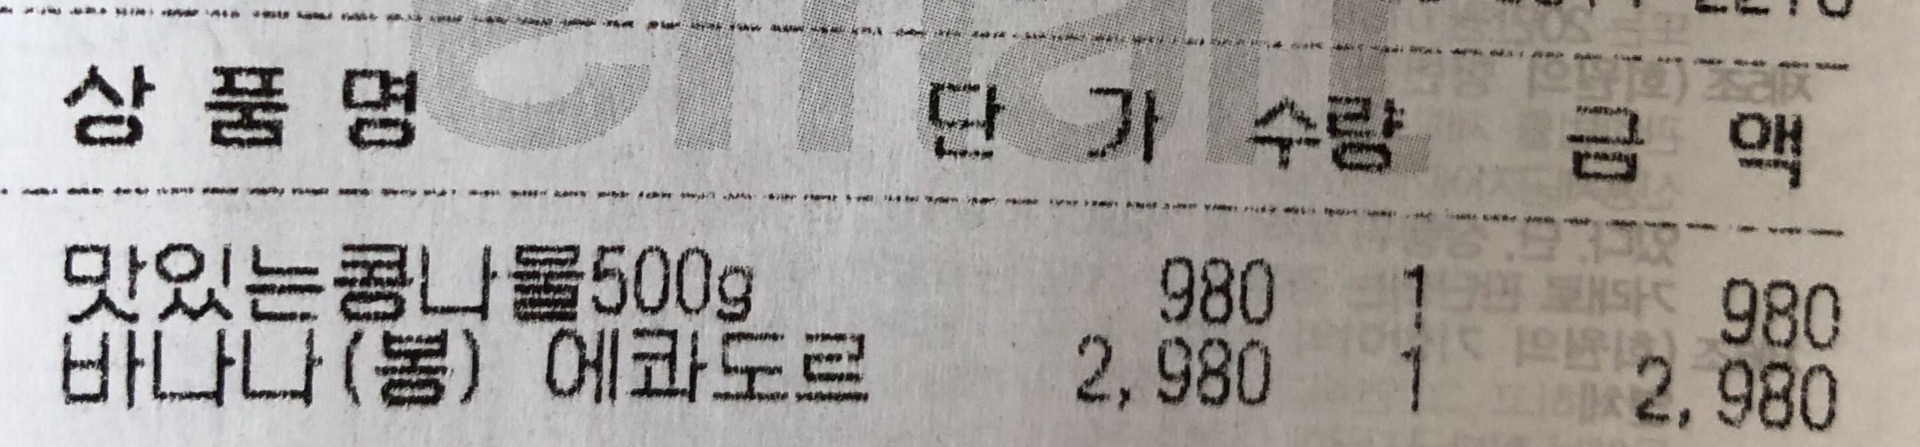 상 품 명 단 가 수량 금 액
맛있는콩나물500g 980 1 980
바나나(봉) 에콰도르 2,980 1 2,980